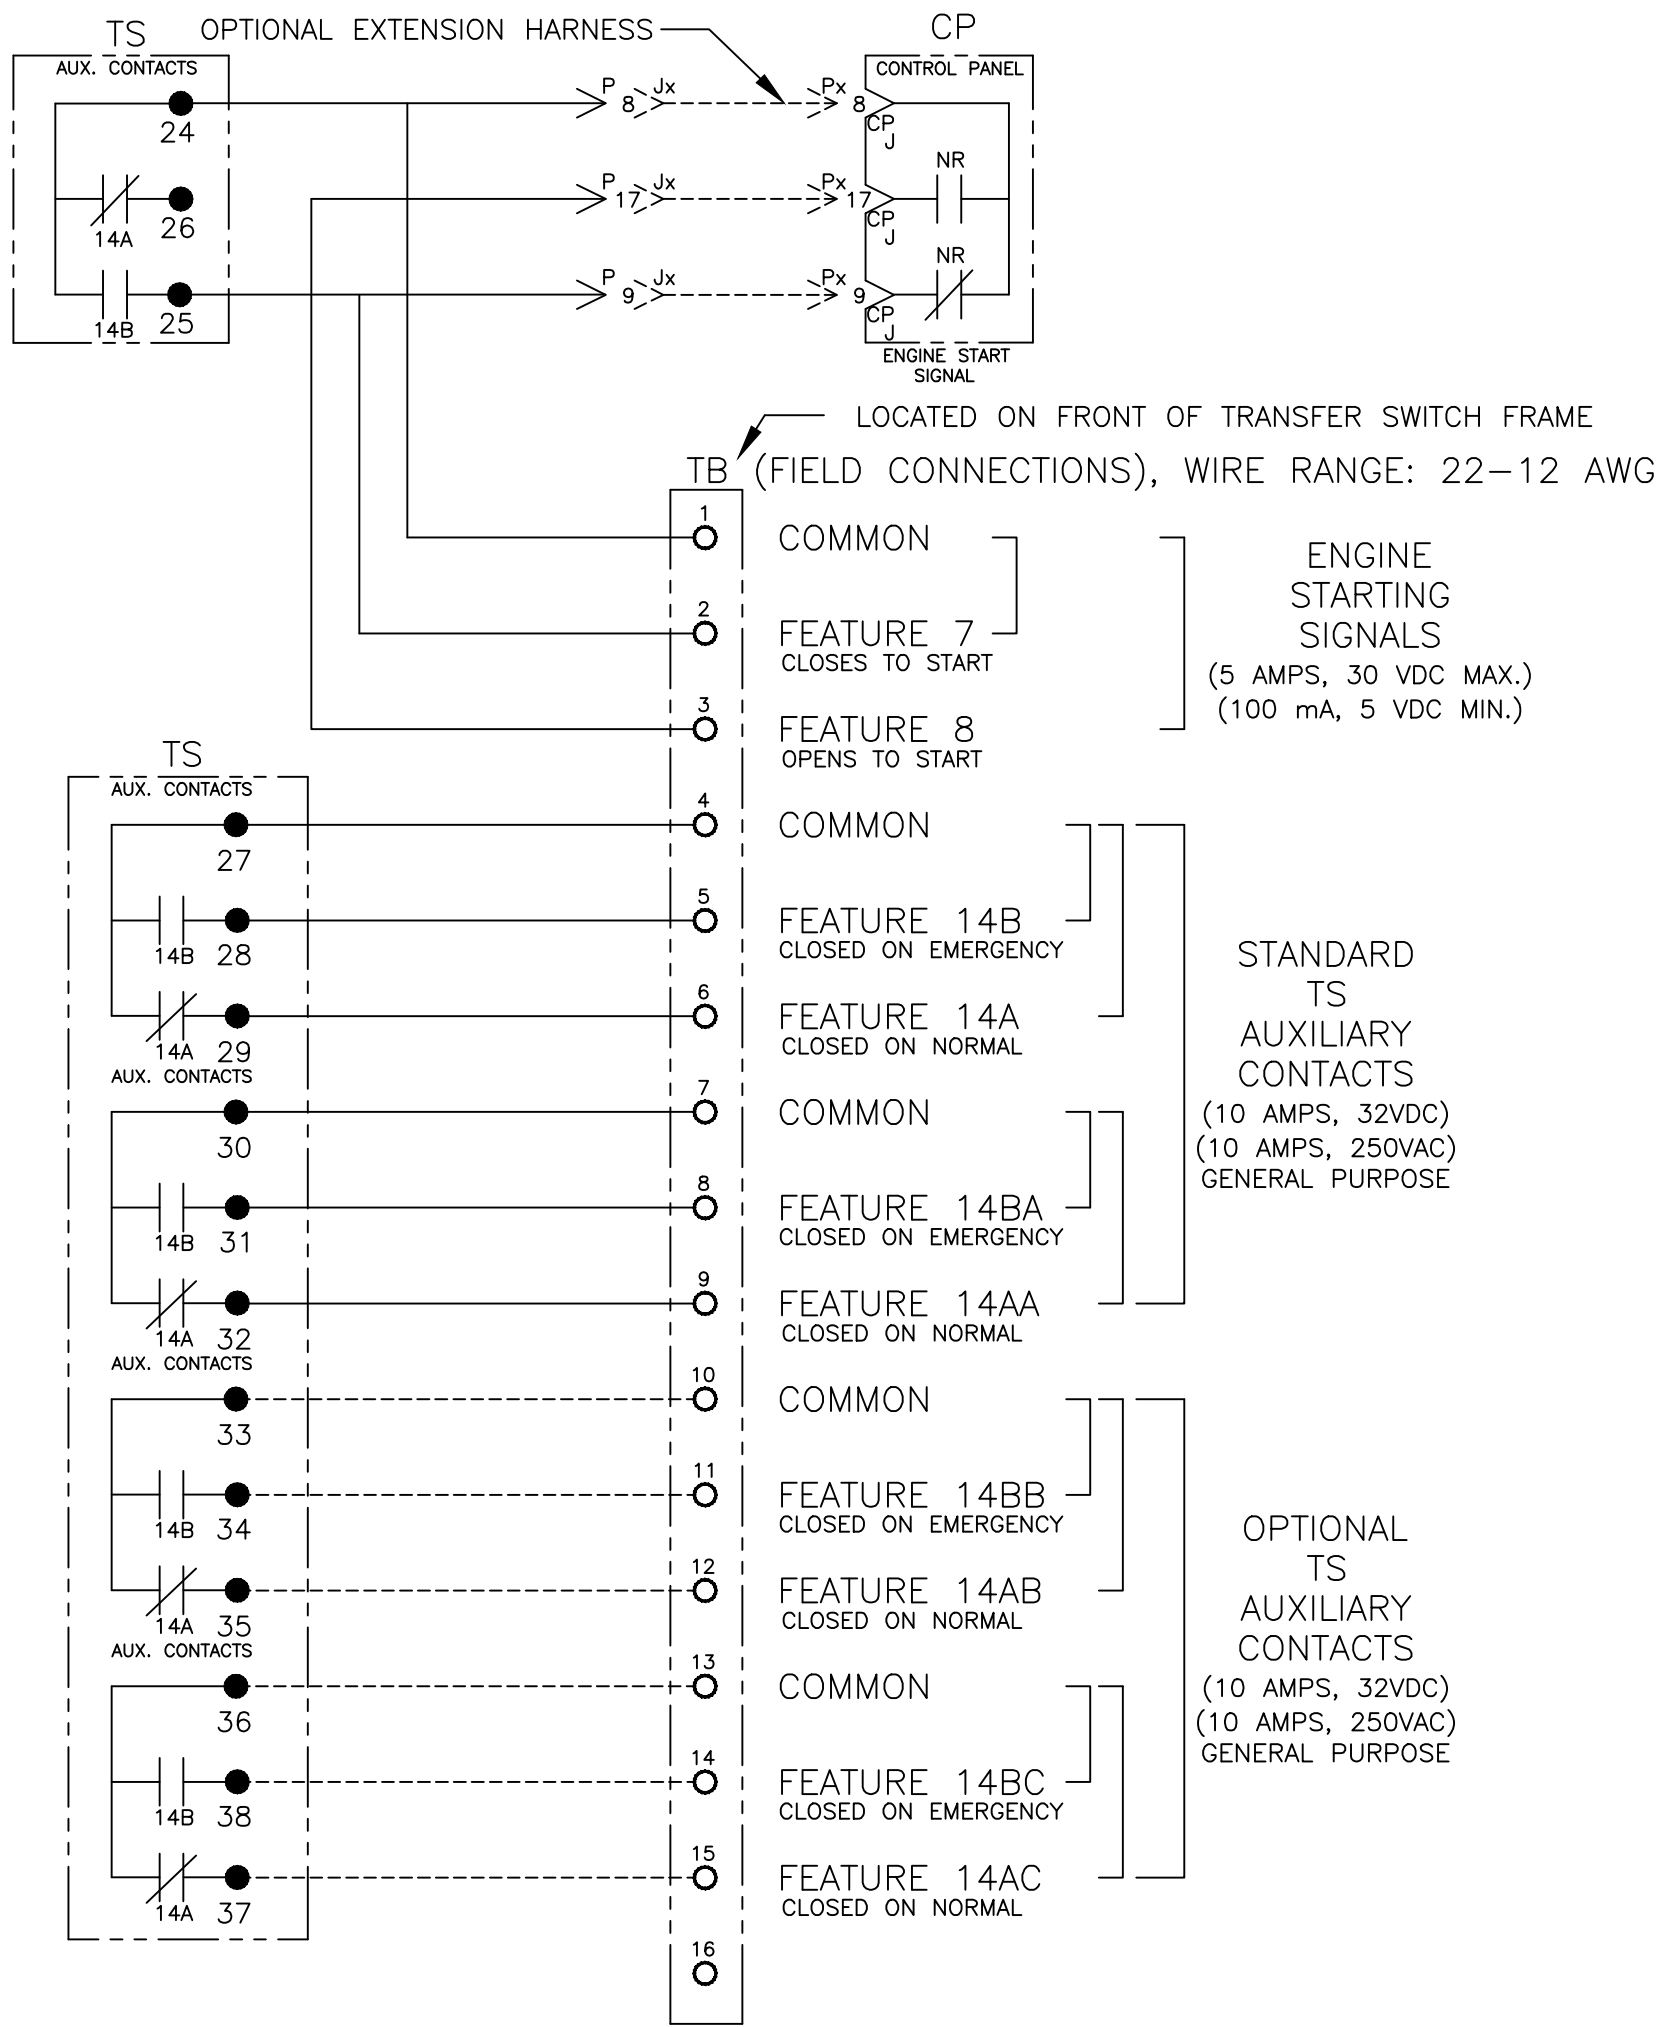 TS
OPTIONAL EXTENSION HARNESS
CP
AUX. CONTACTS
CONTROL PANEL
24
P 8 Jx
Px 8
CP
J
14A
26
P 17 Jx
Px 17
CP
J
NR
14B
25
P 9 Jx
Px 9
CP
J
NR
ENGINE START
SIGNAL
LOCATED ON FRONT OF TRANSFER SWITCH FRAME
TB (FIELD CONNECTIONS), WIRE RANGE: 22-12 AWG
1
COMMON
2
FEATURE 7
CLOSES TO START
3
FEATURE 8
OPENS TO START
ENGINE
STARTING
SIGNALS
(5 AMPS, 30 VDC MAX.)
(100 mA, 5 VDC MIN.)
TS
AUX. CONTACTS
27
4
COMMON
14B
28
5
FEATURE 14B
CLOSED ON EMERGENCY
14A
29
6
FEATURE 14A
CLOSED ON NORMAL
AUX. CONTACTS
30
7
COMMON
14B
31
8
FEATURE 14BA
CLOSED ON EMERGENCY
14A
32
9
FEATURE 14AA
CLOSED ON NORMAL
STANDARD
TS
AUXILIARY
CONTACTS
(10 AMPS, 32VDC)
(10 AMPS, 250VAC)
GENERAL PURPOSE
AUX. CONTACTS
33
10
COMMON
14B
34
11
FEATURE 14BB
CLOSED ON EMERGENCY
14A
35
12
FEATURE 14AB
CLOSED ON NORMAL
AUX. CONTACTS
36
13
COMMON
14B
38
14
FEATURE 14BC
CLOSED ON EMERGENCY
14A
37
15
FEATURE 14AC
CLOSED ON NORMAL
OPTIONAL
TS
AUXILIARY
CONTACTS
(10 AMPS, 32VDC)
(10 AMPS, 250VAC)
GENERAL PURPOSE
16